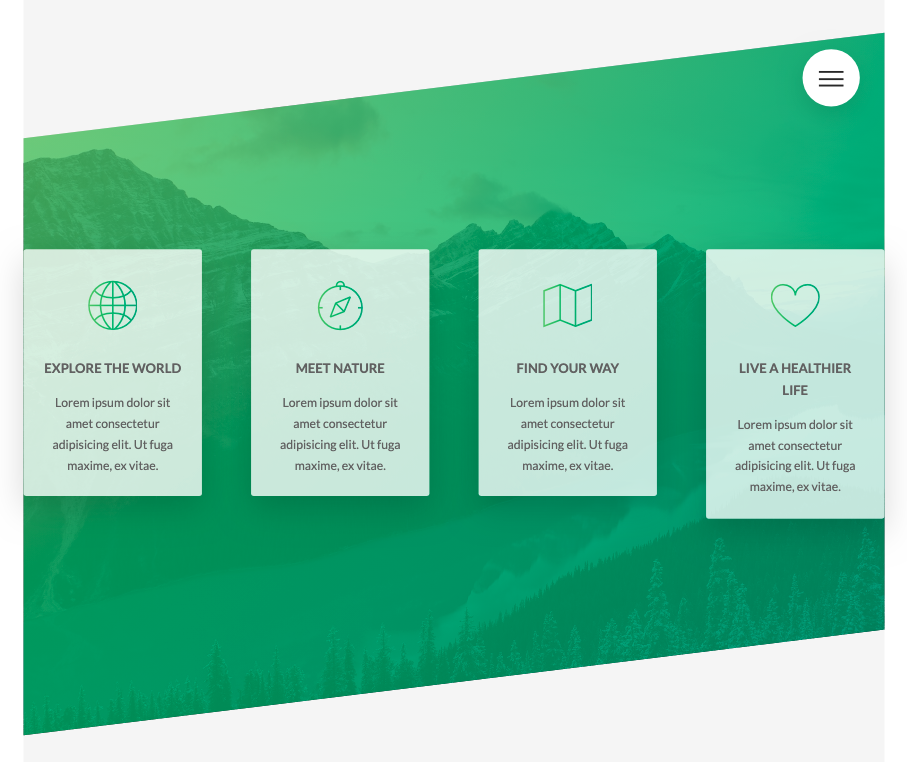 EXPLORE THE WORLD
Lorem ipsum dolor sit
amet consectetur
adipisicing elit. Ut fuga
maxime, ex vitae.
MEET NATURE
Lorem ipsum dolor sit
amet consectetur
adipisicing elit. Ut fuga
maxime, ex vitae.
FIND YOUR WAY
Lorem ipsum dolor sit
amet consectetur
adipisicing elit. Ut fuga
maxime, ex vitae.
LIVE A HEALTHIER
LIFE
Lorem ipsum dolor sit
amet consectetur
adipisicing elit. Ut fuga
maxime, ex vitae.